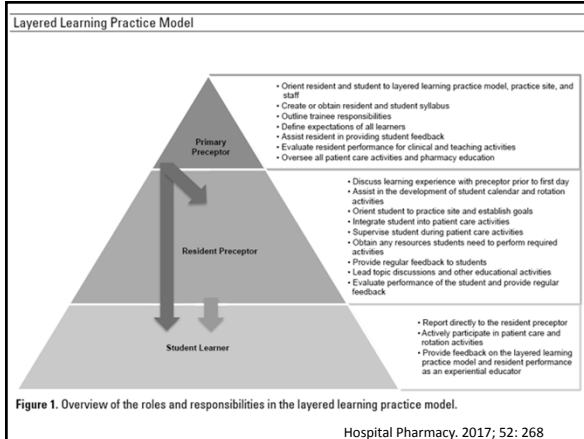 Layered Learning Practice Model
Primary
Preceptor
• Orient resident and student to layered learning practice model, practice site, and
staff
• Create or obtain resident and student syllabus
• Outline trainee responsibilities
• Define expectations of all learners
• Assist resident in providing student feedback
• Evaluate resident performance for clinical and teaching activities
• Oversee all patient care activities and pharmacy education
Resident Preceptor
• Discuss learning experience with preceptor prior to first day
• Assist in the development of student calendar and rotation
activities
• Orient student to practice site and establish goals
• Integrate student into patient care activities
• Supervise student during patient care activities
• Obtain any resources students need to perform required
activities
• Provide regular feedback to students
• Lead topic discussions and other educational activities
• Evaluate performance of the student and provide regular
feedback
Student Learner
• Report directly to the resident preceptor
• Actively participate in patient care and
rotation activities
• Provide feedback on the layered learning
practice model and resident performance
as an experiential educator
Figure 1. Overview of the roles and responsibilities in the layered learning practice model.
Hospital Pharmacy. 2017; 52: 268